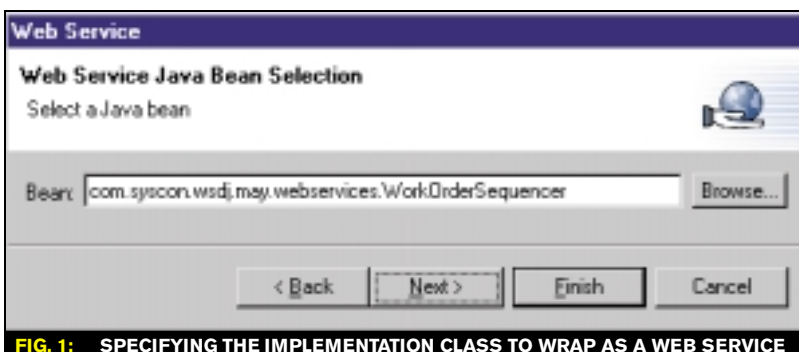 Web Service
Web Service Java Bean Selection
Select a Java bean
Bean: com.syscon.wsdj.may.webservices.WorkOrderSequencer Browse...
< Back Next > Finish Cancel
FIG. 1: SPECIFYING THE IMPLEMENTATION CLASS TO WRAP AS A WEB SERVICE